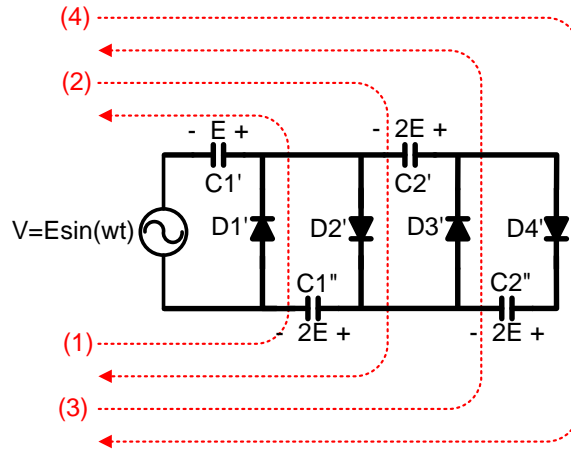 (4)
(2)
- E +
- 2E +
C1'
C2'
V=Esin(wt)
D1'
D2'
D3'
D4'
C1"
C2"
(1)
- 2E +
- 2E +
(3)